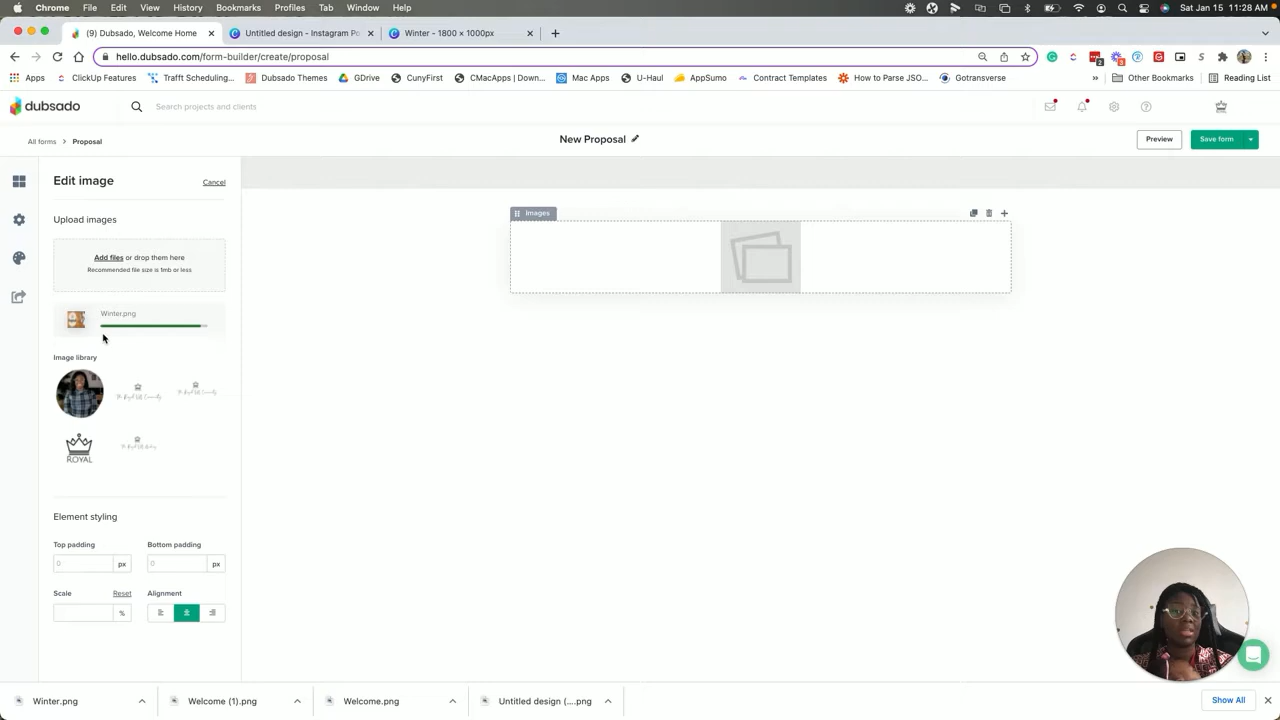 Chrome File Edit View History Bookmarks Profiles Tab Window Help Sat Jan 15 11:28 AM
(9) Dubsado, Welcome Home Untitled design - Instagram Po Winter - 1800 x 1000px
hello.dubsado.com/form-builder/create/proposal
Apps ClickUp Features Trafft Scheduling... Dubsado Themes GDrive CunyFirst CMacApps | Down... Mac Apps U-Haul AppSumo Contract Templates How to Parse JSO... Gotransverse » Other Bookmarks Reading List
dubsado Search projects and clients
All forms > Proposal New Proposal Preview Save form
Edit image Cancel
Upload images
Images
Add files or drop them here
Recommended file size is 1mb or less
Winter.png
Image library
ROYAL
Element styling
Top padding Bottom padding
0 px 0 px
Scale Reset Alignment
%
Winter.png Welcome (1).png Welcome.png Untitled design (....png Show All